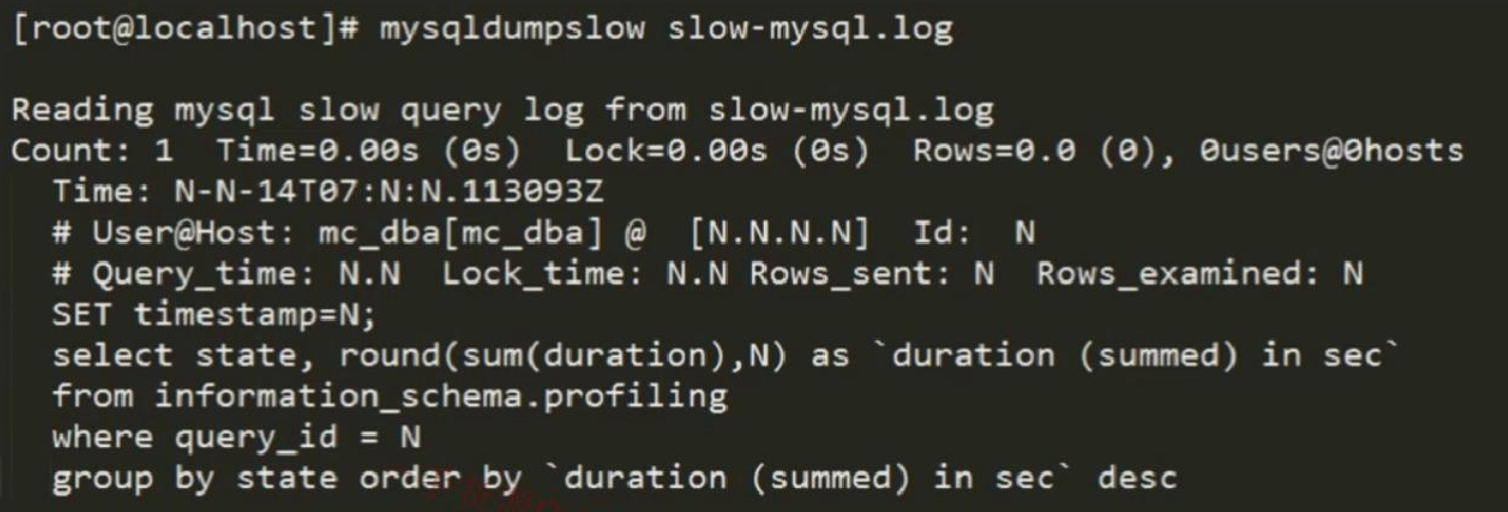 [root@localhost]# mysqldumpslow slow-mysql.log
Reading mysql slow query log from slow-mysql.log
Count: 1  Time=0.00s (0s)  Lock=0.00s (0s)  Rows=0.0 (0), 0users@0hosts
  Time: N-N-14T07:N:N.113093Z
  # User@Host: mc_dba[mc_dba] @  [N.N.N.N]  Id:  N
  # Query_time: N.N  Lock_time: N.N Rows_sent: N  Rows_examined: N
  SET timestamp=N;
  select state, round(sum(duration),N) as `duration (summed) in sec`
  from information_schema.profiling
  where query_id = N
  group by state order by `duration (summed) in sec` desc